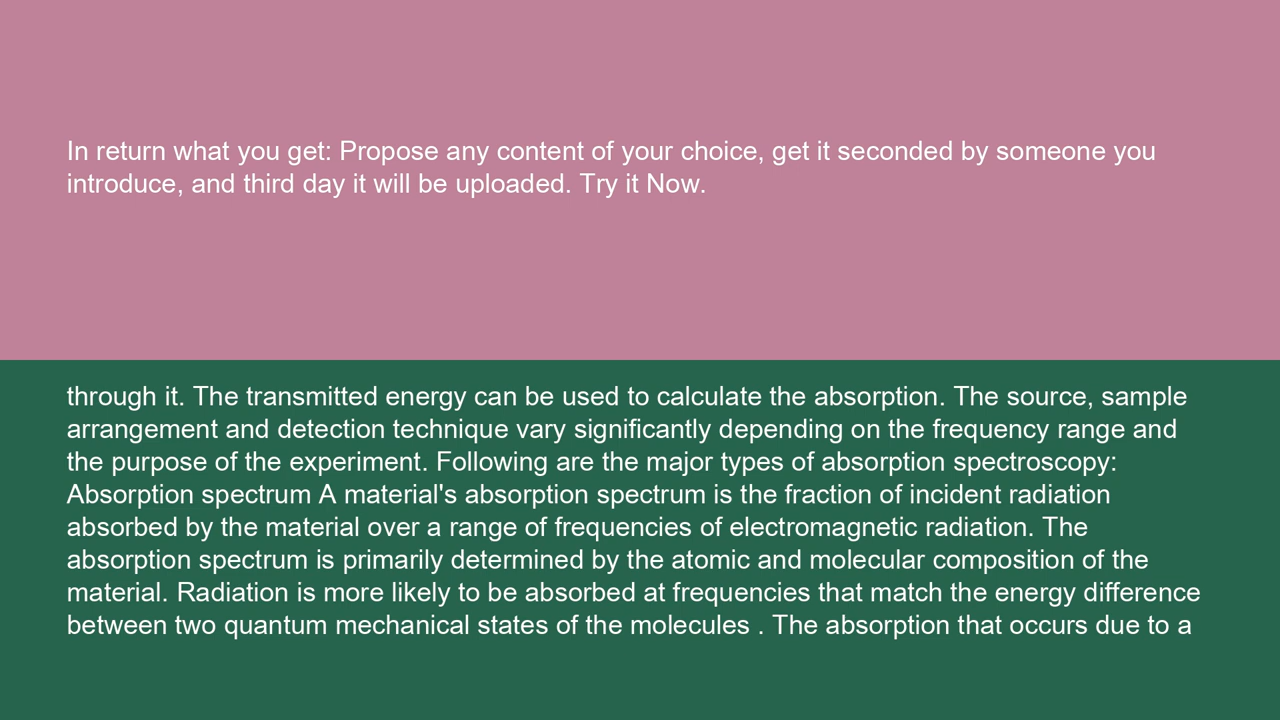 In return what you get: Propose any content of your choice, get it seconded by someone you
introduce, and third day it will be uploaded. Try it Now.
through it. The transmitted energy can be used to calculate the absorption. The source, sample
arrangement and detection technique vary significantly depending on the frequency range and
the purpose of the experiment. Following are the major types of absorption spectroscopy:
Absorption spectrum A material's absorption spectrum is the fraction of incident radiation
absorbed by the material over a range of frequencies of electromagnetic radiation. The
absorption spectrum is primarily determined by the atomic and molecular composition of the
material. Radiation is more likely to be absorbed at frequencies that match the energy difference
between two quantum mechanical states of the molecules . The absorption that occurs due to a